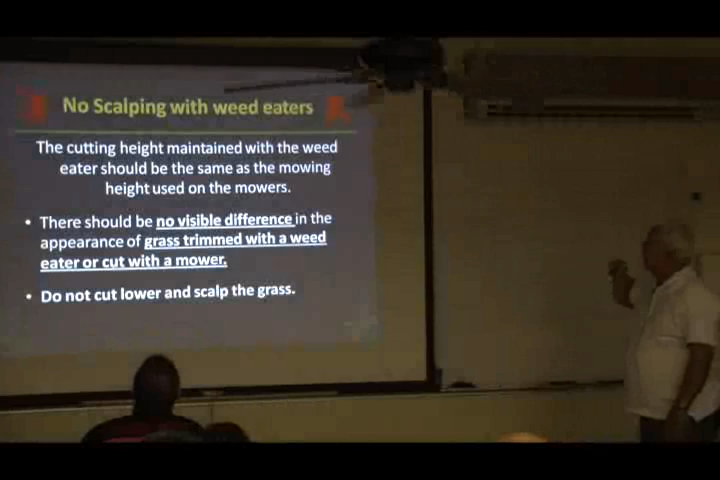 No Scalping with weed eaters
The cutting height maintained with the weed
eater should be the same as the mowing
height used on the mowers.
• There should be no visible difference in the
appearance of grass trimmed with a weed
eater or cut with a mower.
• Do not cut lower and scalp the grass.